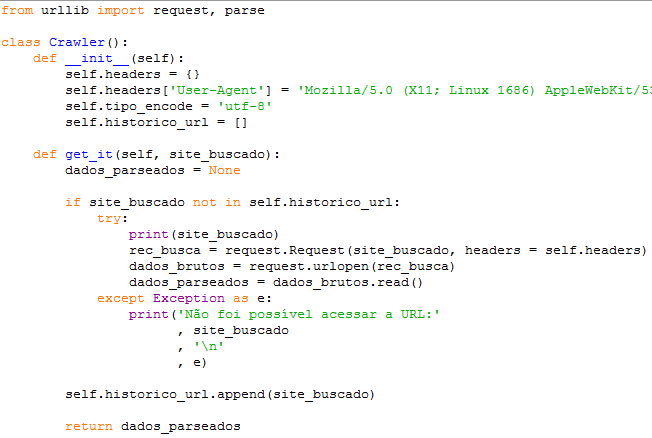 from urllib import request, parse
class Crawler():
def __init__(self):
self.headers = {}
self.headers['User-Agent'] = 'Mozilla/5.0 (X11; Linux 1686) AppleWebKit/53
self.tipo_encode = 'utf-8'
self.historico_url = []
def get_it(self, site_buscado):
dados_parseados = None
if site_buscado not in self.historico_url:
try:
print(site_buscado)
rec_busca = request.Request(site_buscado, headers = self.headers)
dados_brutos = request.urlopen(rec_busca)
dados_parseados = dados_brutos.read()
except Exception as e:
print('Não foi possível acessar a URL:'
, site_buscado
, '\n'
, e)
self.historico_url.append(site_buscado)
return dados_parseados